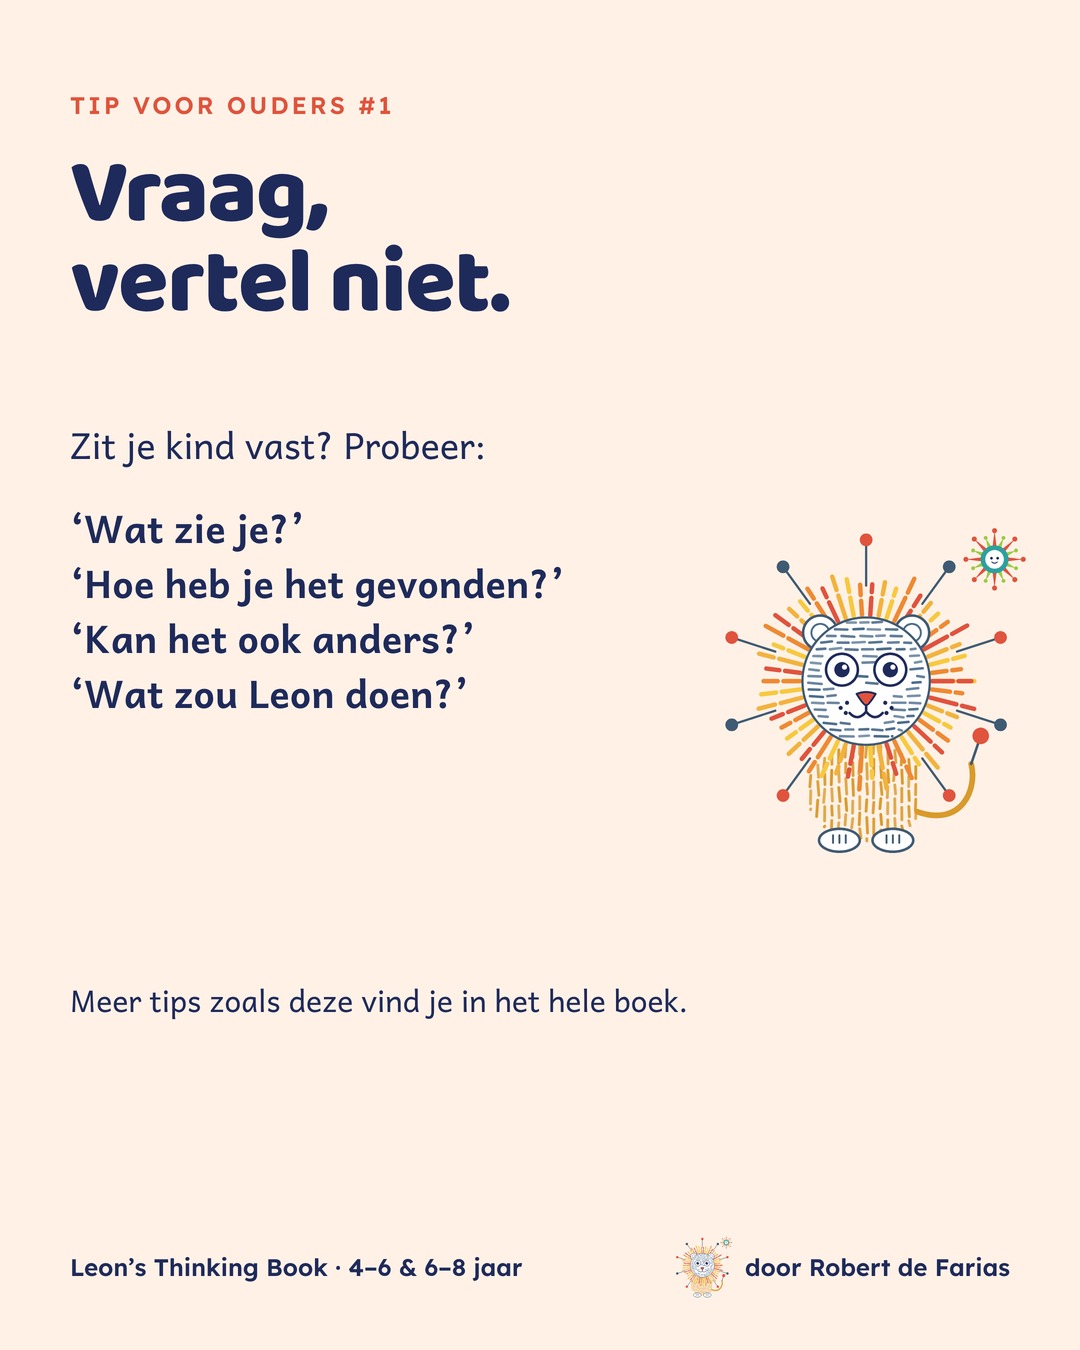 TIP VOOR OUDERS #1
Vraag,
vertel niet.
Zit je kind vast? Probeer:
‘Wat zie je?’
‘Hoe heb je het gevonden?’
‘Kan het ook anders?’
‘Wat zou Leon doen?’
Meer tips zoals deze vind je in het hele boek.
Leon’s Thinking Book · 4–6 & 6–8 jaar
door Robert de Farias